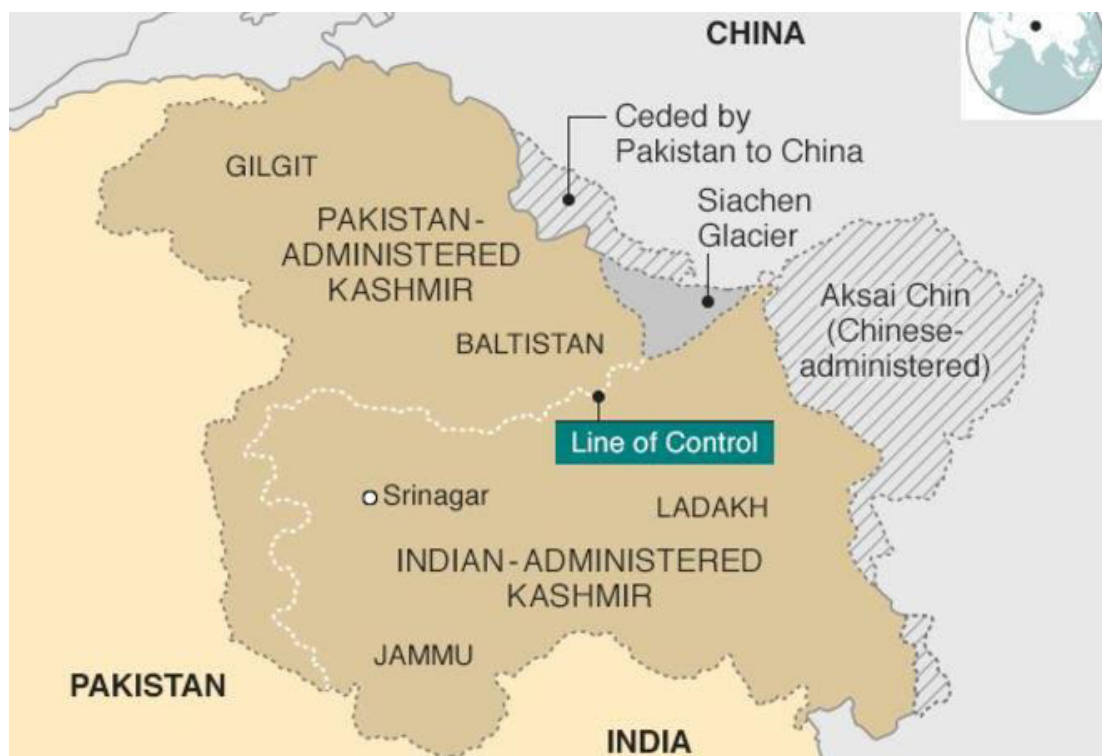 CHINA
Ceded by
Pakistan to China
GILGIT
Siachen
Glacier
PAKISTAN-
ADMINISTERED
KASHMIR
Aksai Chin
(Chinese-
administered)
BALTISTAN
Line of Control
Srinagar
LADAKH
INDIAN-ADMINISTERED
KASHMIR
JAMMU
PAKISTAN
INDIA